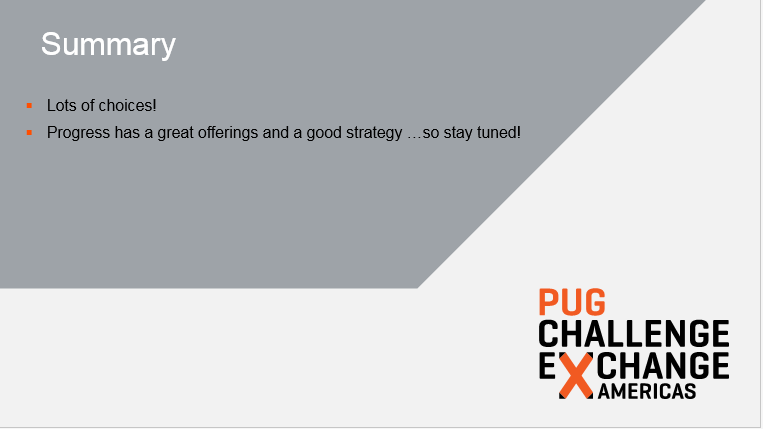 Summary
Lots of choices!
Progress has a great offerings and a good strategy …so stay tuned!
PUG
CHALLENGE
EXCHANGE
AMERICAS